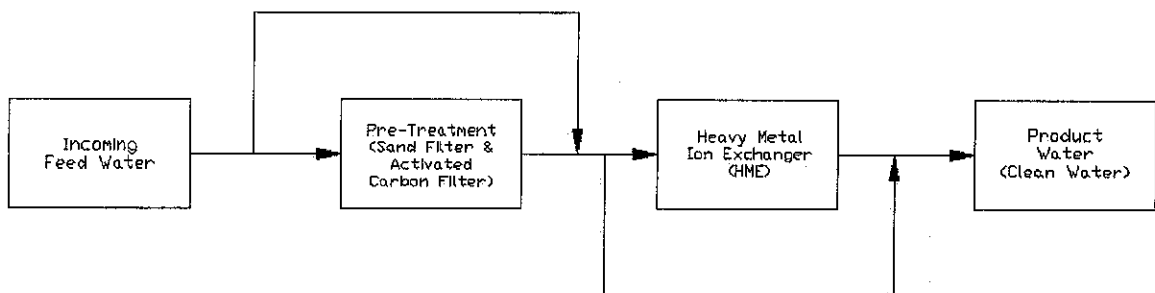 Incoming
Feed Water
Pre-Treatment
(Sand Filter &
Activated
Carbon Filter)
Heavy Metal
Ion Exchanger
(HME)
Product
Water
(Clean Water)